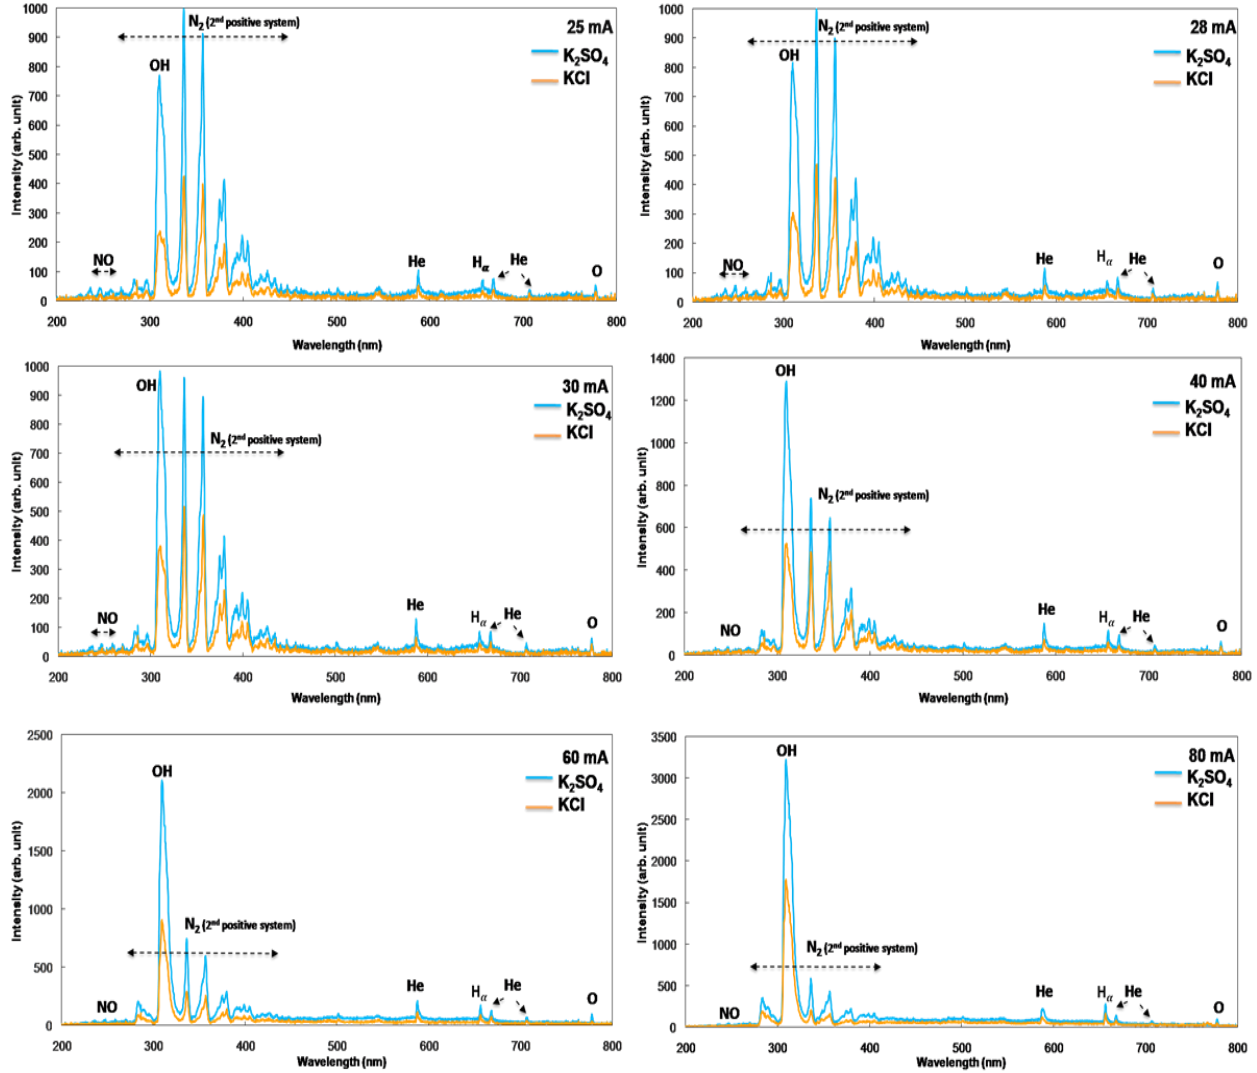 25 mA
N₂ (2nd positive system)
K₂SO₄
KCl
OH
NO
He
Hα
He
O
Intensity (arb. unit)
1000
900
800
700
600
500
400
300
200
100
0
200 300 400 500 600 700 800
Wavelength (nm)
28 mA
N₂ (2nd positive system)
K₂SO₄
KCl
OH
NO
He
Hα
He
O
Intensity (arb. unit)
1000
900
800
700
600
500
400
300
200
100
0
200 300 400 500 600 700 800
Wavelength (nm)
30 mA
K₂SO₄
KCl
OH
N₂ (2nd positive system)
NO
He
Hα
He
O
Intensity (arb. unit)
1000
900
800
700
600
500
400
300
200
100
0
200 300 400 500 600 700 800
Wavelength (nm)
40 mA
K₂SO₄
KCl
OH
N₂ (2nd positive system)
NO
He
Hα
He
O
Intensity (arb. unit)
1400
1200
1000
800
600
400
200
0
200 300 400 500 600 700 800
Wavelength (nm)
60 mA
K₂SO₄
KCl
OH
N₂ (2nd positive system)
NO
He
Hα
He
O
Intensity (arb. unit)
2500
2000
1500
1000
500
0
200 300 400 500 600 700 800
Wavelength (nm)
80 mA
K₂SO₄
KCl
OH
N₂ (2nd positive system)
NO
He
Hα
He
O
Intensity (arb. unit)
3500
3000
2500
2000
1500
1000
500
0
200 300 400 500 600 700 800
Wavelength (nm)